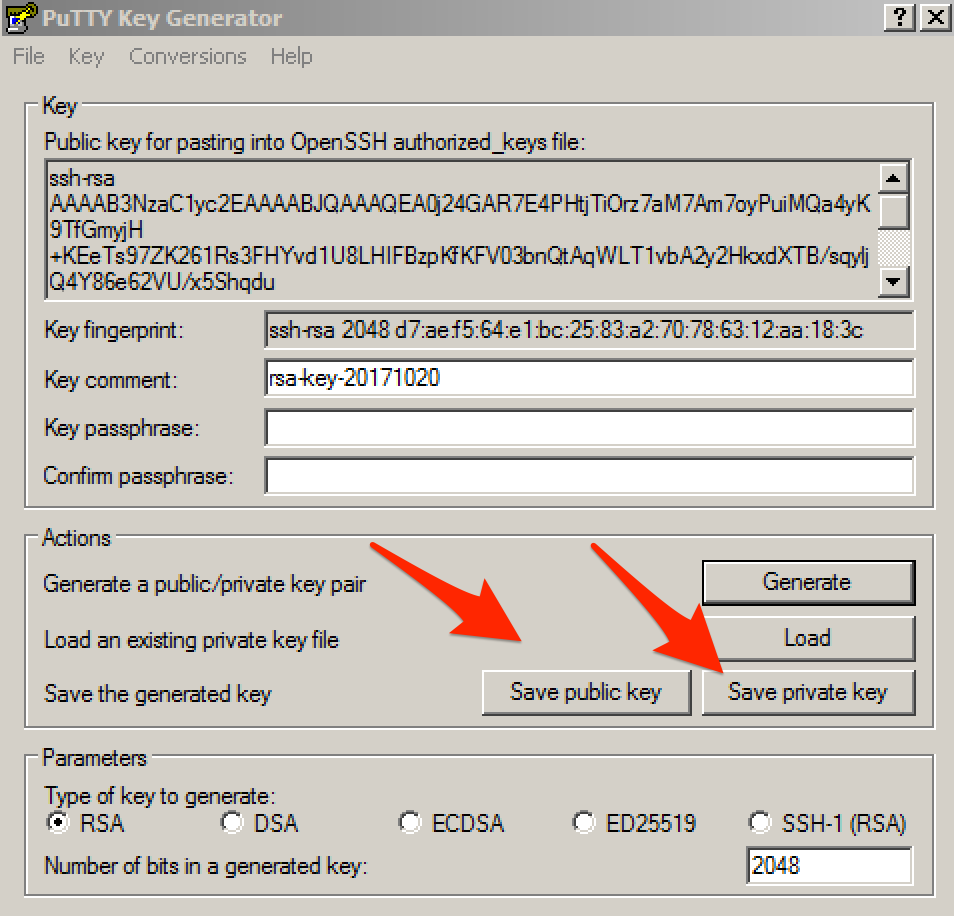 PuTTY Key Generator
File Key Conversions Help
Key
Public key for pasting into OpenSSH authorized_keys file:
ssh-rsa
AAAAB3NzaC1yc2EAAAABJQAAAQEA0j24GAR7E4PHtjTiOrz7aM7Am7oyPuiMQa4yK
9TfGmyjH
+KEeTs97ZK261Rs3FHYvd1U8LHIFBzpKfKFV03bnQtAqWLT1vbA2y2HkxdXTB/sqyIj
Q4Y86e62VU/x5Shqdu
Key fingerprint: ssh-rsa 2048 d7:ae:f5:64:e1:bc:25:83:a2:70:78:63:12:aa:18:3c
Key comment: rsa-key-20171020
Key passphrase:
Confirm passphrase:
Actions
Generate a public/private key pair Generate
Load an existing private key file Load
Save the generated key Save public key Save private key
Parameters
Type of key to generate:
RSA DSA ECDSA ED25519 SSH-1 (RSA)
Number of bits in a generated key: 2048